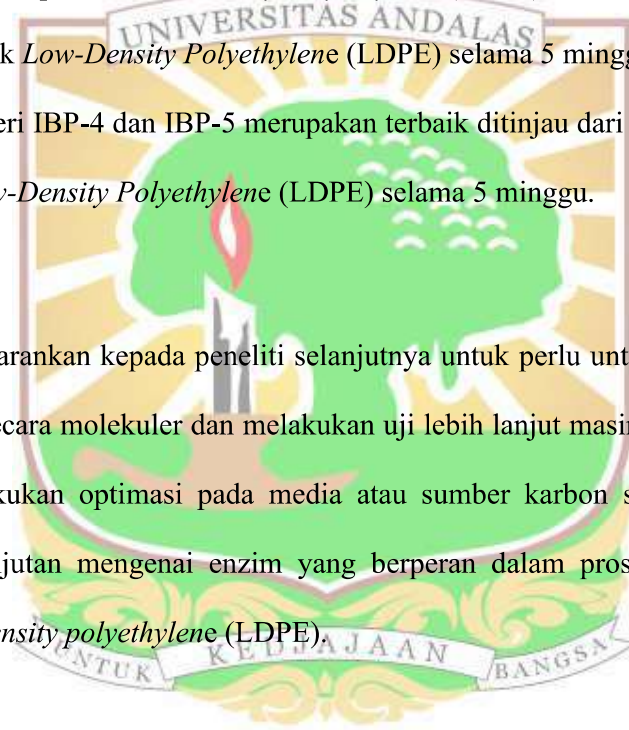 UNIVERSITAS ANDALAS
k Low-Density Polyethylene (LDPE) selama 5 mingg
eri IBP-4 dan IBP-5 merupakan terbaik ditinjau dari
w-Density Polyethylene (LDPE) selama 5 minggu.
arankan kepada peneliti selanjutnya untuk perlu unt
ecara molekuler dan melakukan uji lebih lanjut masin
kukan optimasi pada media atau sumber karbon s
jutan mengenai enzim yang berperan dalam pros
ensity polyethylene (LDPE).
UNTUK KEDJAJAAN BANGSA